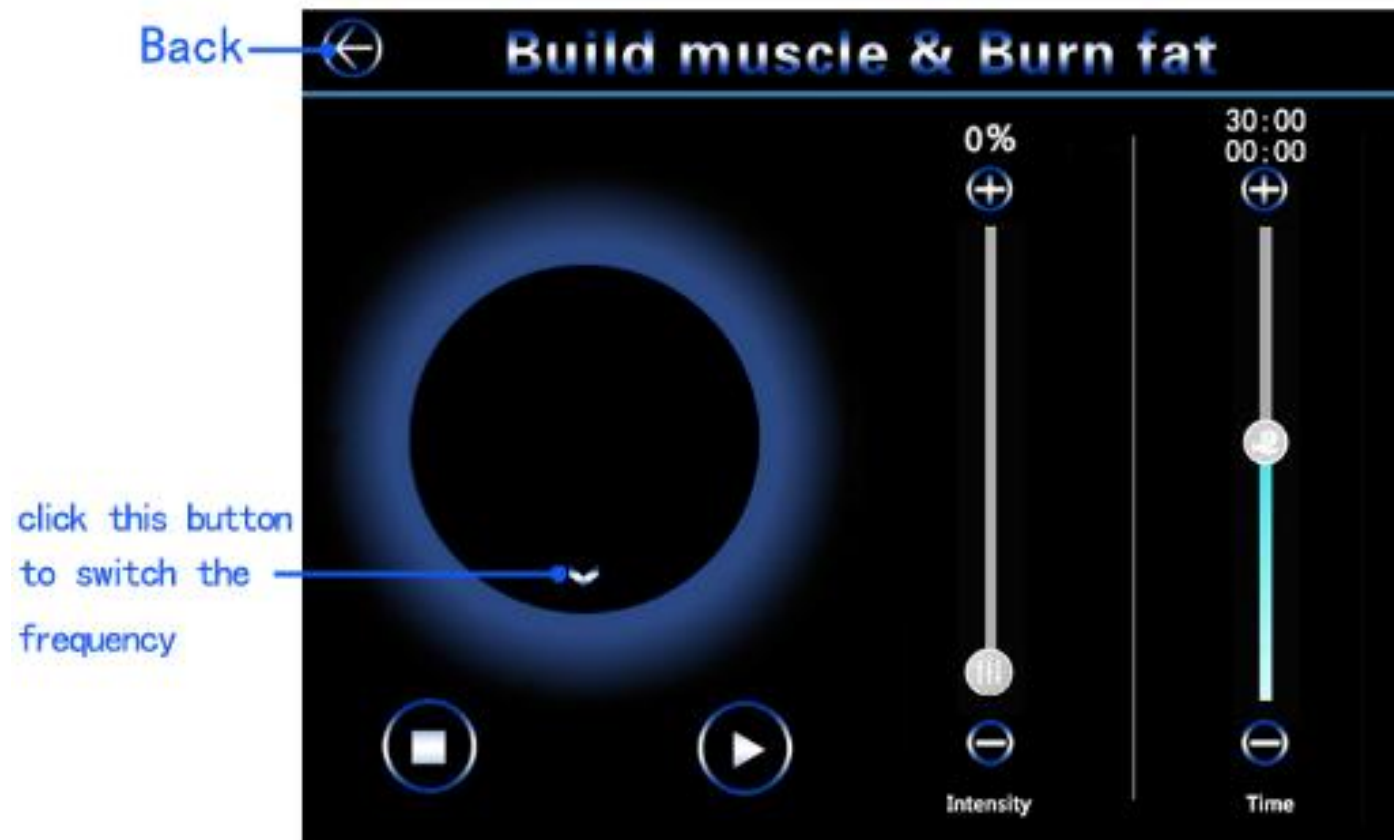 Back
Build muscle & Burn fat
0%
30:00
00:00
click this button
to switch the
frequency
Intensity
Time